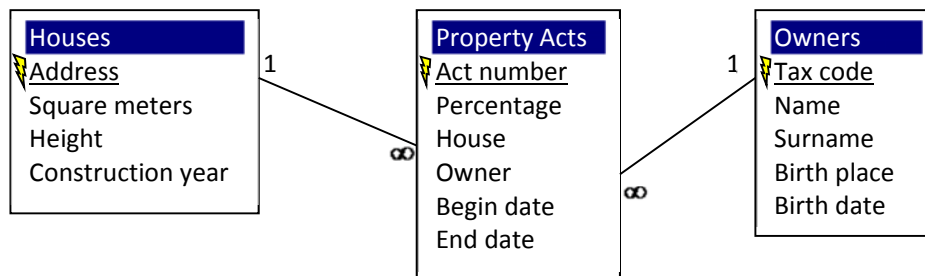 Houses
Address
Square meters
Height
Construction year
1
∞
Property Acts
Act number
Percentage
House
Owner
Begin date
End date
1
∞
Owners
Tax code
Name
Surname
Birth place
Birth date